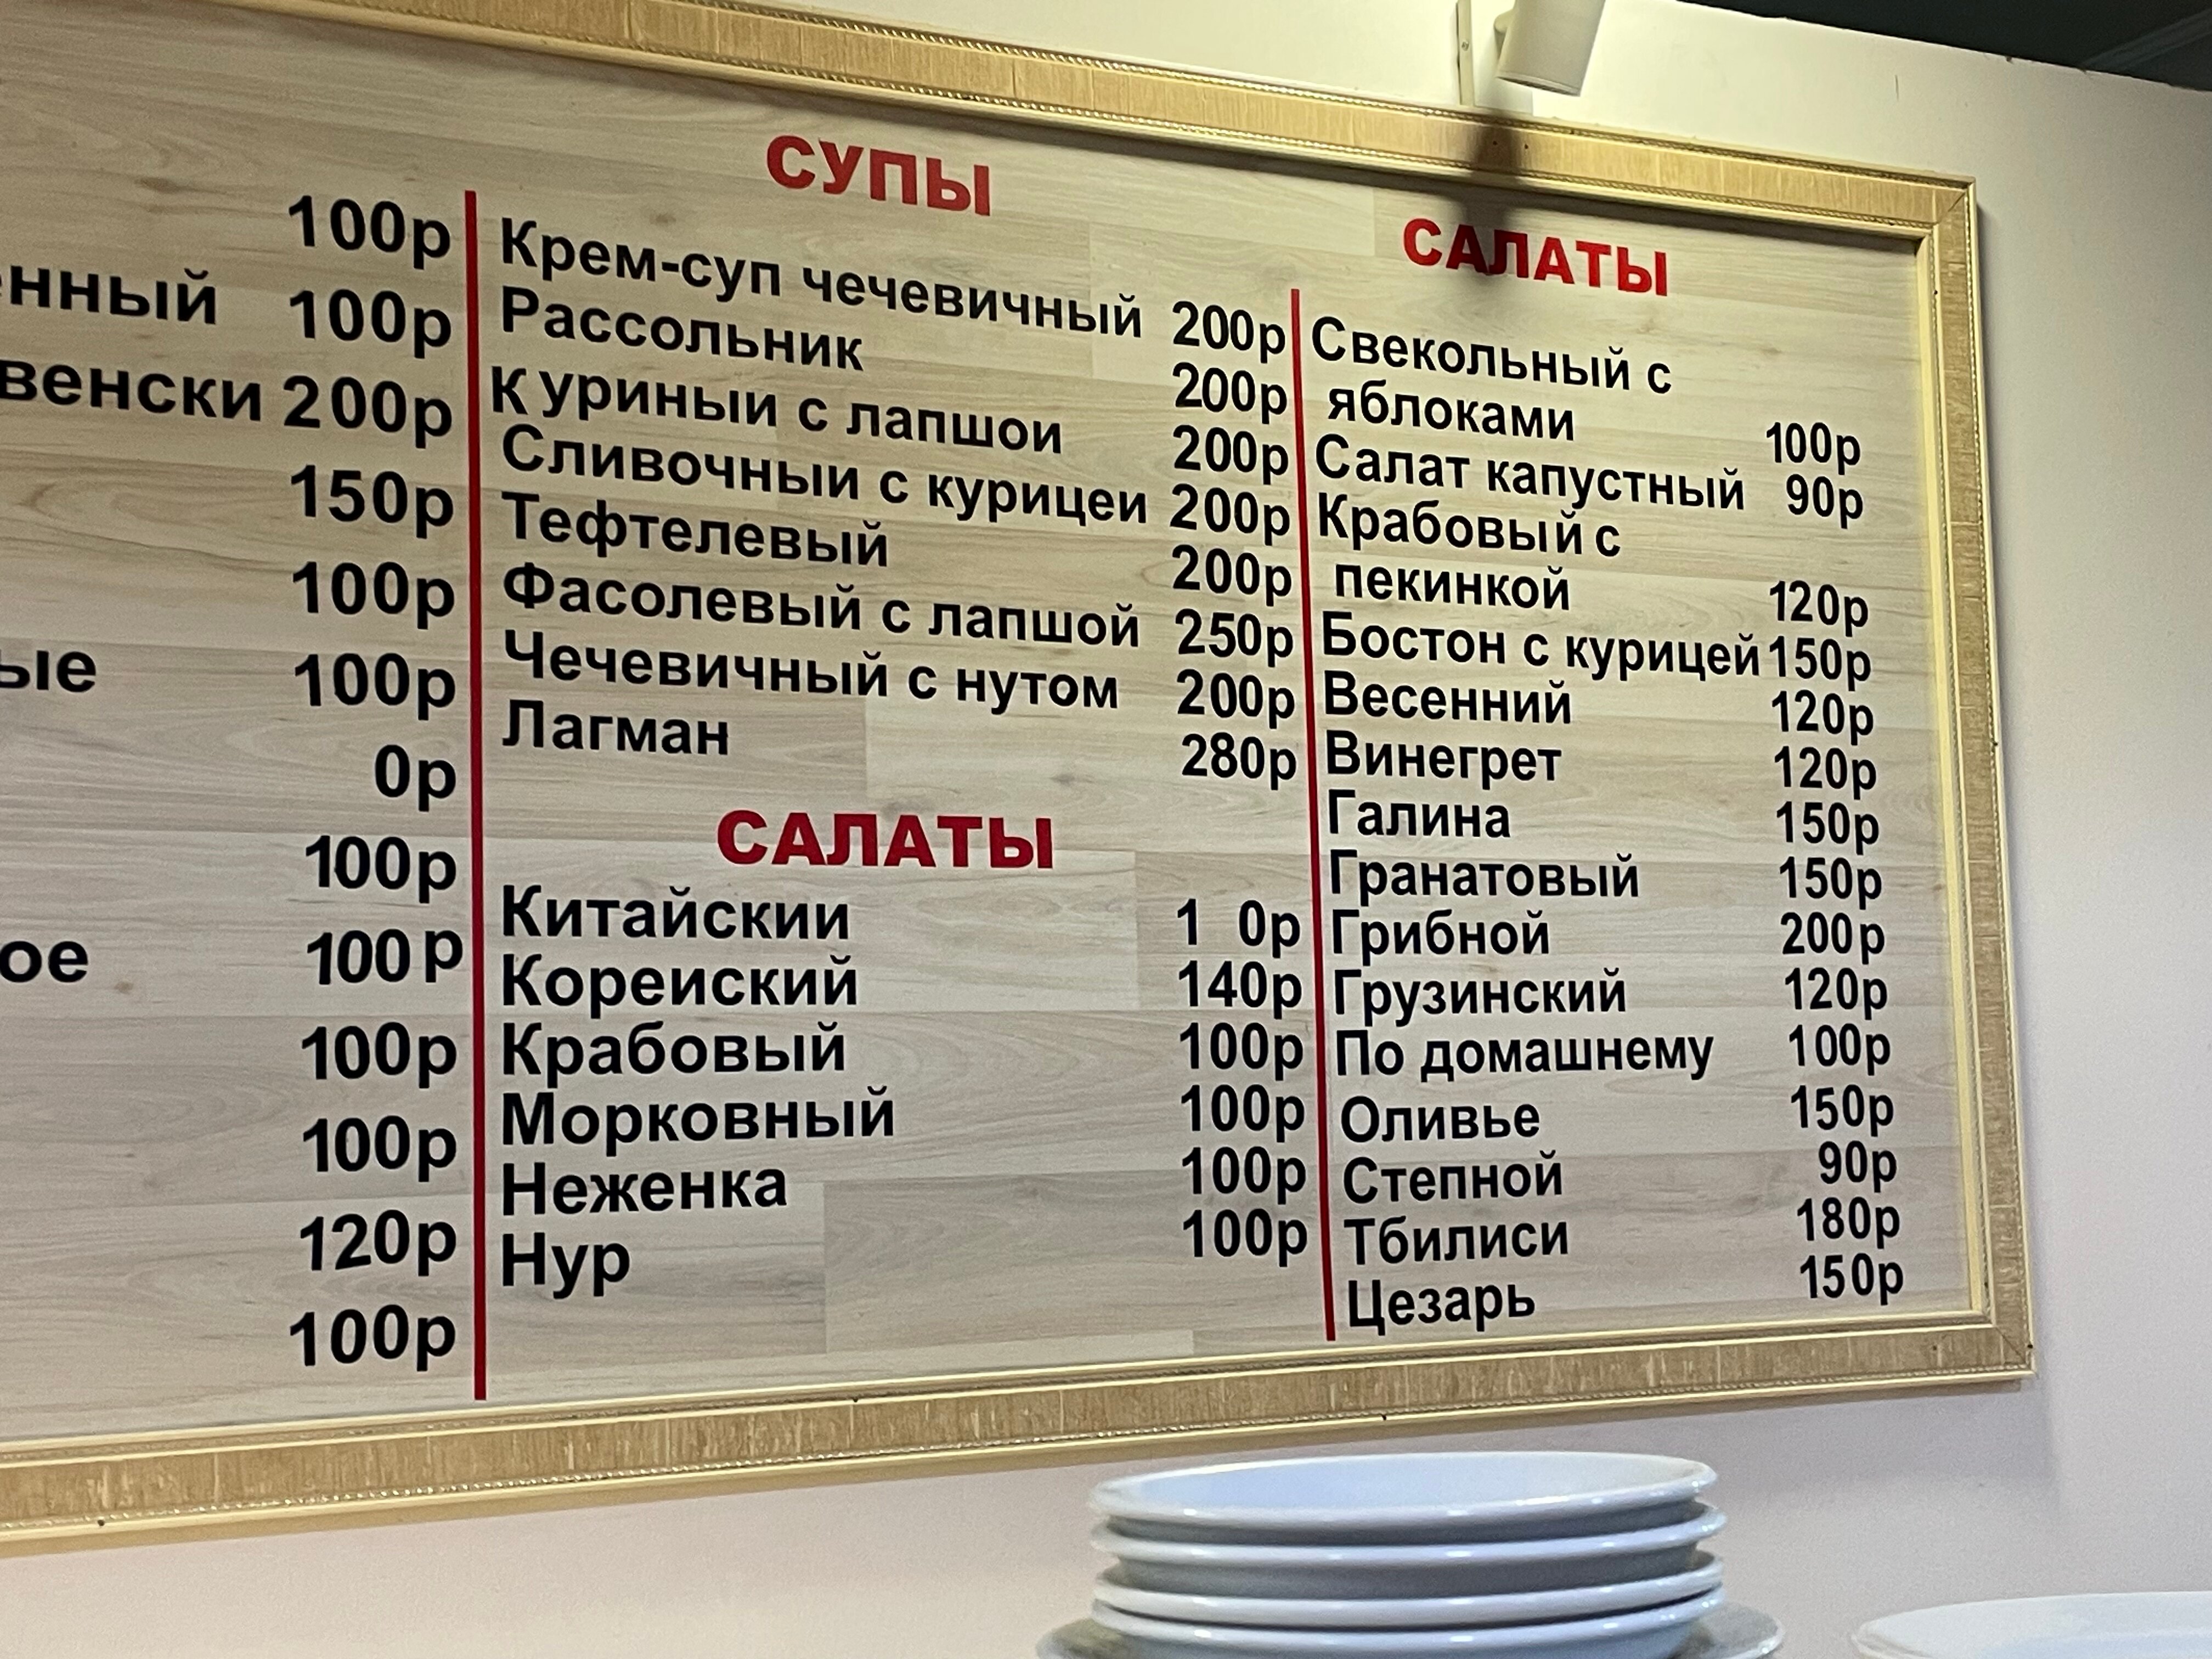 100р
нный 100р
венски 200р
150р
100р
ые 100р
0р
100р
ое 100р
100р
100р
120р
100р
СУПЫ
Крем-суп чечевичный 200р
Рассольник 200р
Куриныи с лапшои 200р
Сливочныи с курицеи 200р
Тефтелевый 200р
Фасолевый с лапшой 250р
Чечевичный с нутом 200р
Лагман 280р
САЛАТЫ
Китайскии 1 0р
Кореиский 140р
Крабовый 100р
Морковный 100р
Неженка 100р
Нур 100р
САЛАТЫ
Свекольный с
яблоками 100р
Салат капустный 90р
Крабовый с
пекинкой 120р
Бостон с курицей 150р
Весенний 120р
Винегрет 120р
Галина 150р
Гранатовый 150р
Грибной 200р
Грузинский 120р
По домашнему 100р
Оливье 150р
Степной 90р
Тбилиси 180р
Цезарь 150р